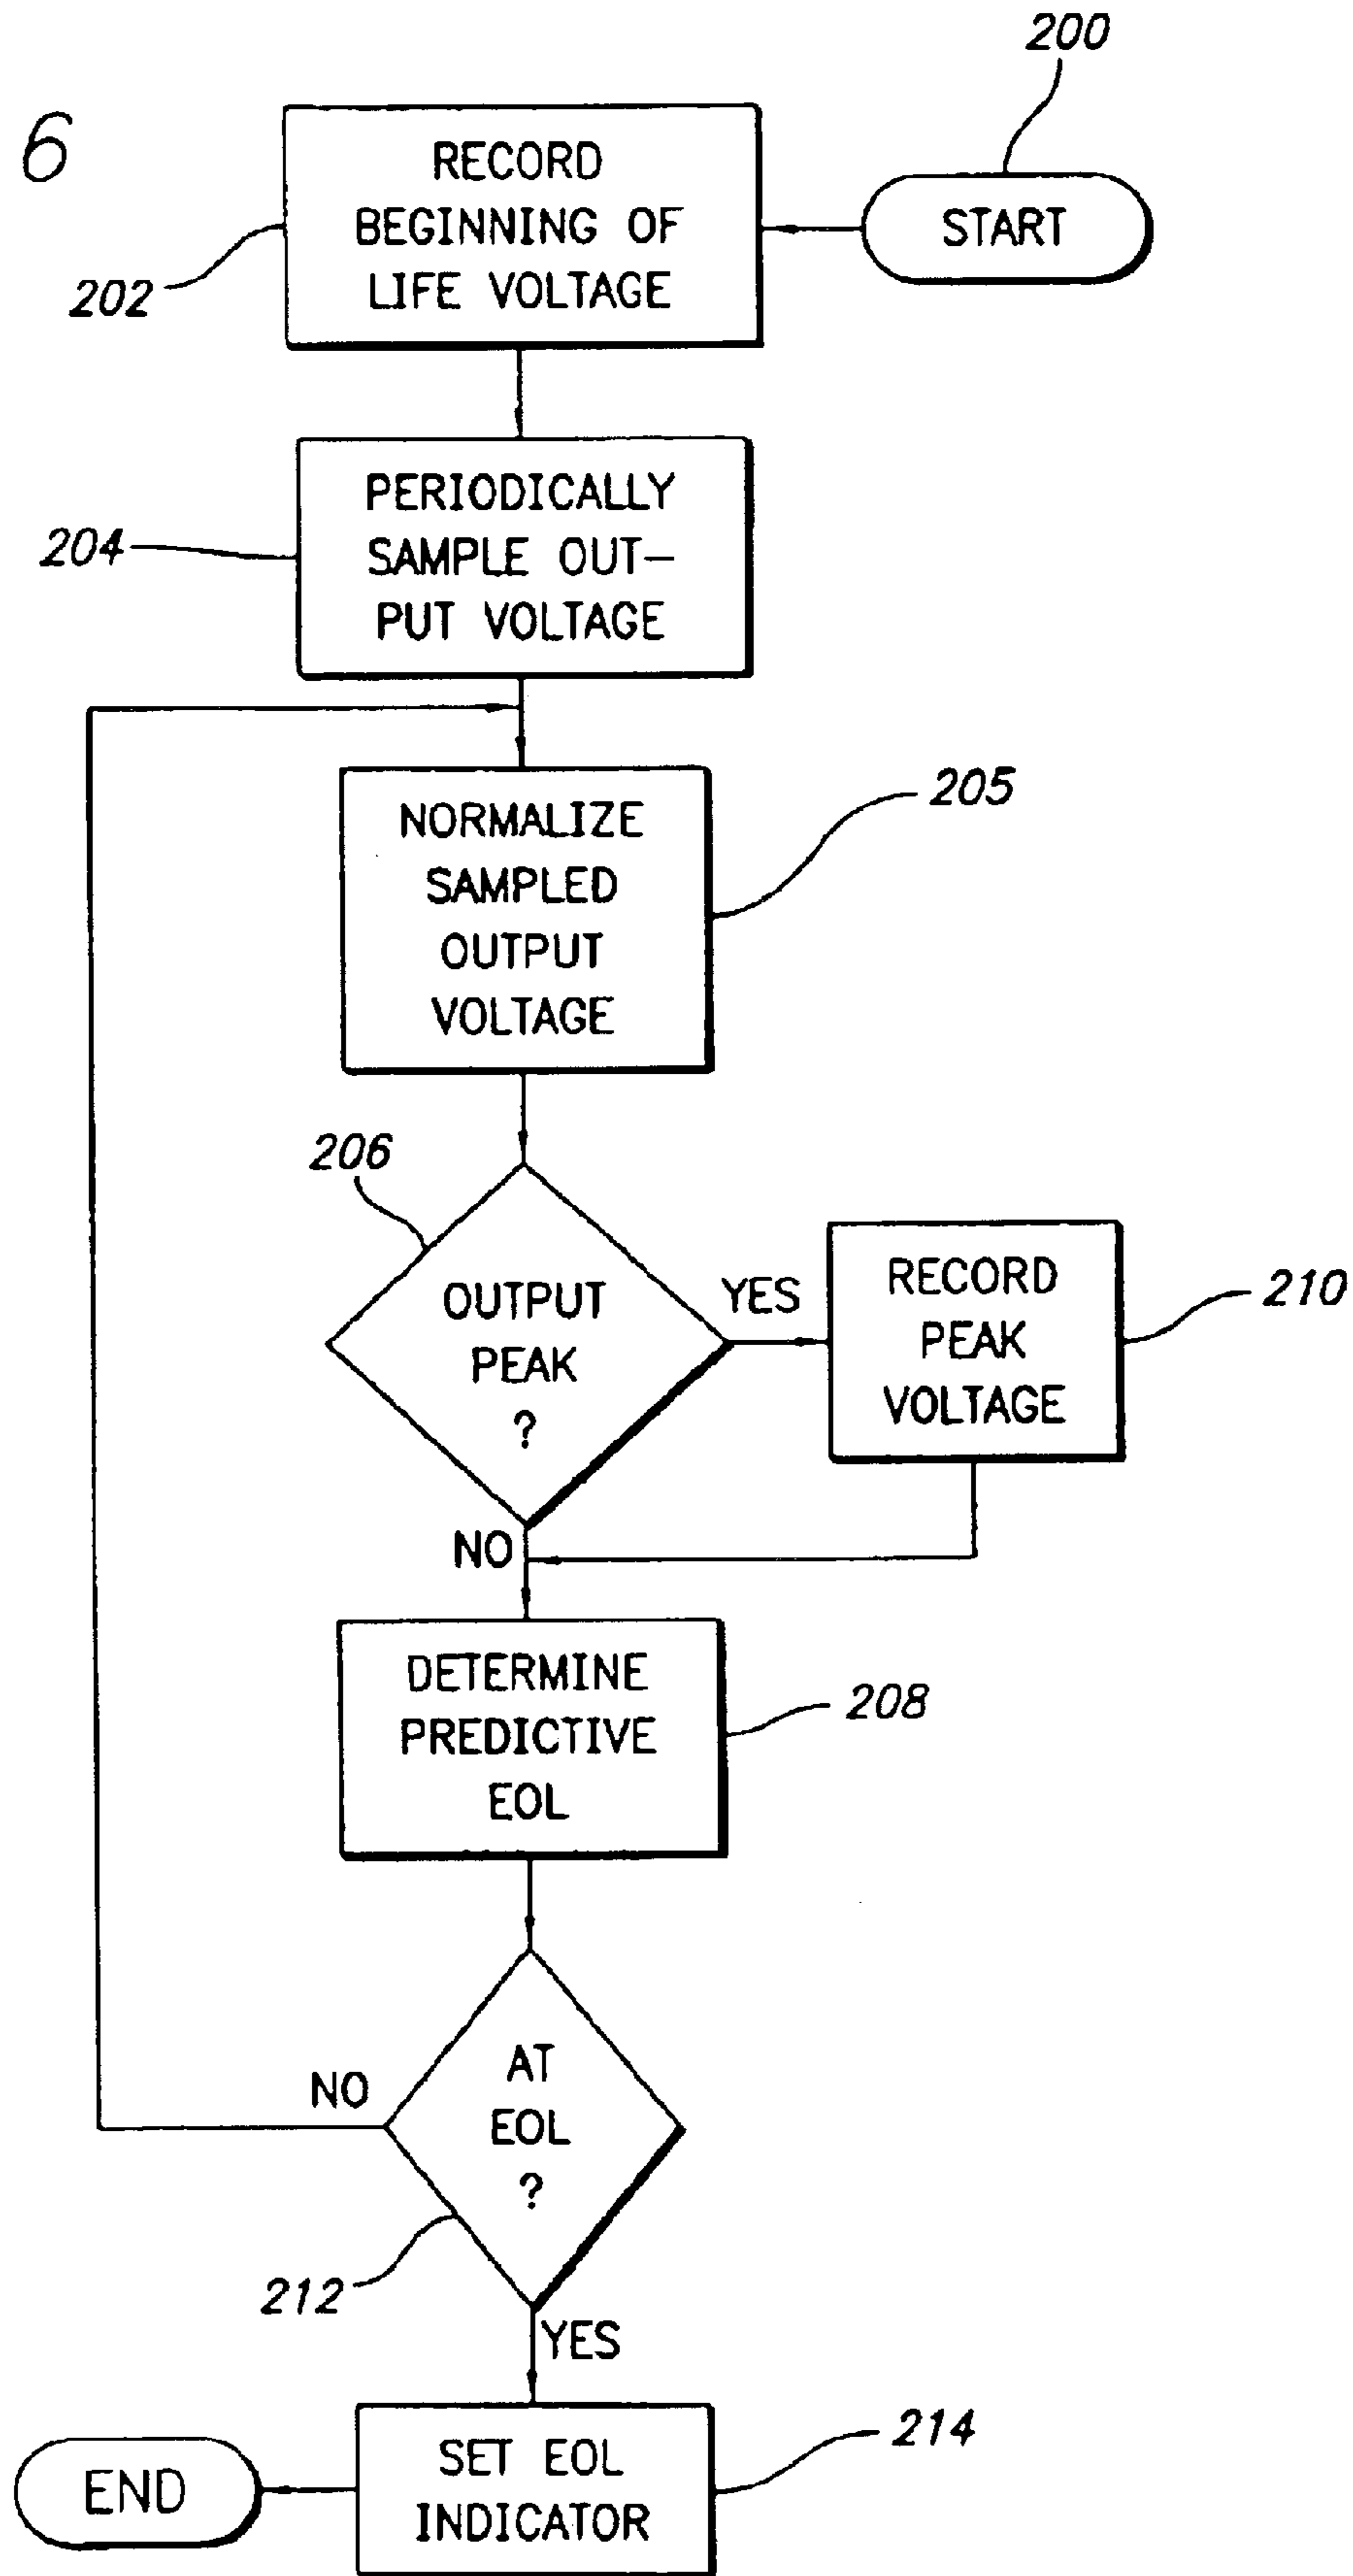 200
6
RECORD
BEGINNING OF
LIFE VOLTAGE
START
202
PERIODICALLY
SAMPLE OUT-
PUT VOLTAGE
204
NORMALIZE
SAMPLED
OUTPUT
VOLTAGE
205
206
OUTPUT
PEAK
?
YES
RECORD
PEAK
VOLTAGE
210
NO
DETERMINE
PREDICTIVE
EOL
208
AT
EOL
?
NO
212
YES
SET EOL
INDICATOR
214
END